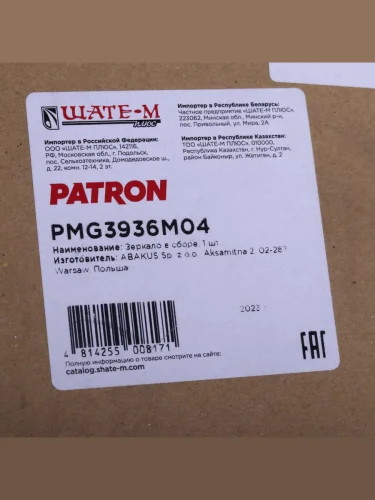 ШАТЕ-М
ПЛЮС
Импортер в Российской Федерации:
ООО «ШАТЕ-М ПЛЮС», 142116,
РФ, Московская обл., г. Подольск,
пос. Сельхозтехника, Домодедовское ш.,
д. 22, комн. 12-14, 2 эт.
Импортер в Республике Беларусь:
Частное предприятие «ШАТЕ-М ПЛЮС»,
223062, Минская обл., Минский р-н,
пос. Привольный, ул. Мира, 2А.
Импортер в Республике Казахстан:
ТОО «ШАТЕ-М ПЛЮС», 010000,
Республика Казахстан, г. Нур-Султан,
район Байконыр, ул. Жетиген, д. 2
PATRON
PMG3936M04
Наименование: Зеркало в сборе, 1 шт
Изготовитель: ABAKUS Sp. z o.o. Aksamitna 2, 02-287
Warsaw, Польша
2023 г
4 814255 008171
EAC
Полную информацию о товаре смотрите на сайте:
catalog.shate-m.com